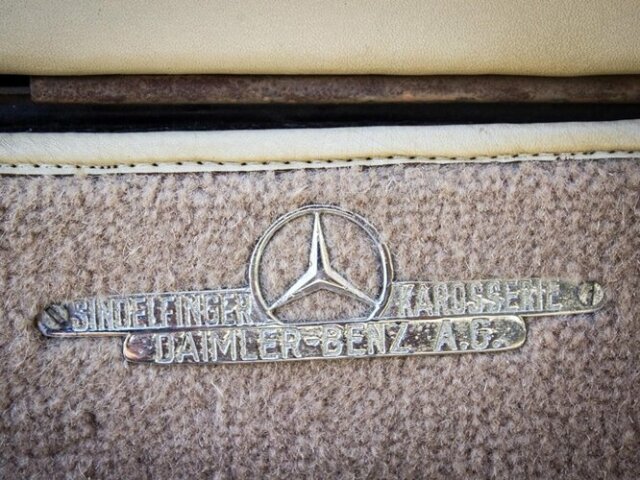 SINDELFINGER KAROSSERIE
DAIMLER-BENZ A.G.